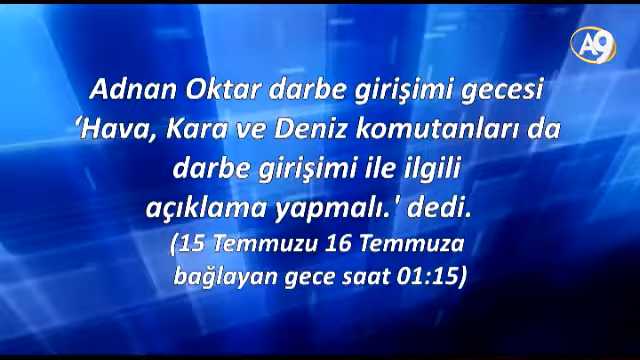 A9
Adnan Oktar darbe girişimi gecesi
‘Hava, Kara ve Deniz komutanları da
darbe girişimi ile ilgili
açıklama yapmalı.' dedi.
(15 Temmuzu 16 Temmuza
bağlayan gece saat 01:15)